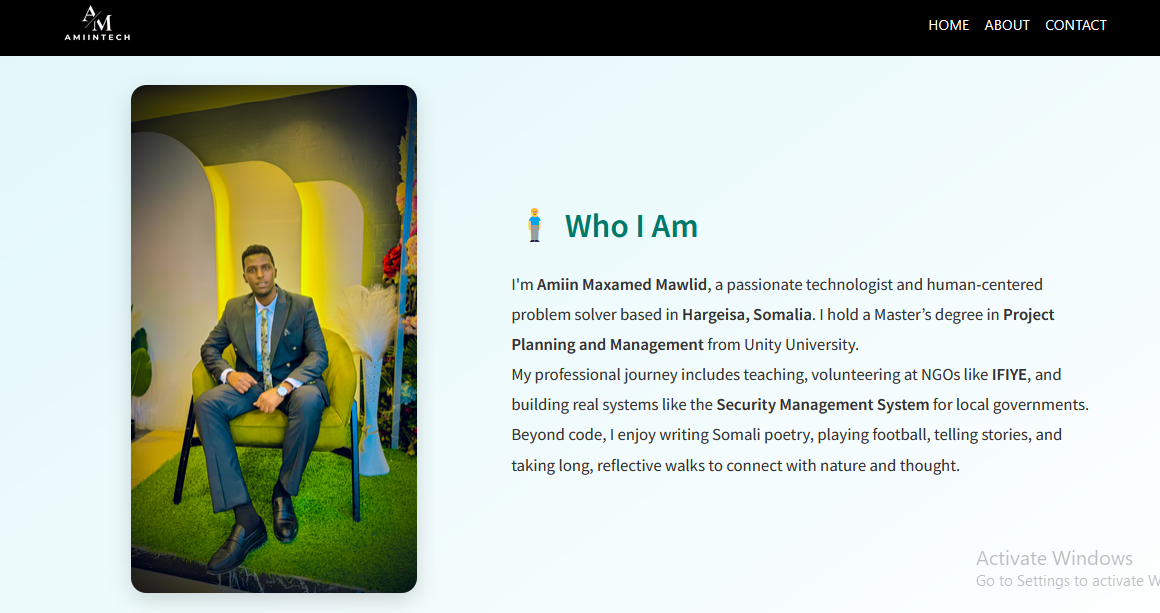 AM
AMIINTECH
HOME ABOUT CONTACT
Who I Am
I'm Amiin Maxamed Mawlid, a passionate technologist and human-centered
problem solver based in Hargeisa, Somalia. I hold a Master’s degree in Project
Planning and Management from Unity University.
My professional journey includes teaching, volunteering at NGOs like IFIYE, and
building real systems like the Security Management System for local governments.
Beyond code, I enjoy writing Somali poetry, playing football, telling stories, and
taking long, reflective walks to connect with nature and thought.
Activate Windows
Go to Settings to activate W